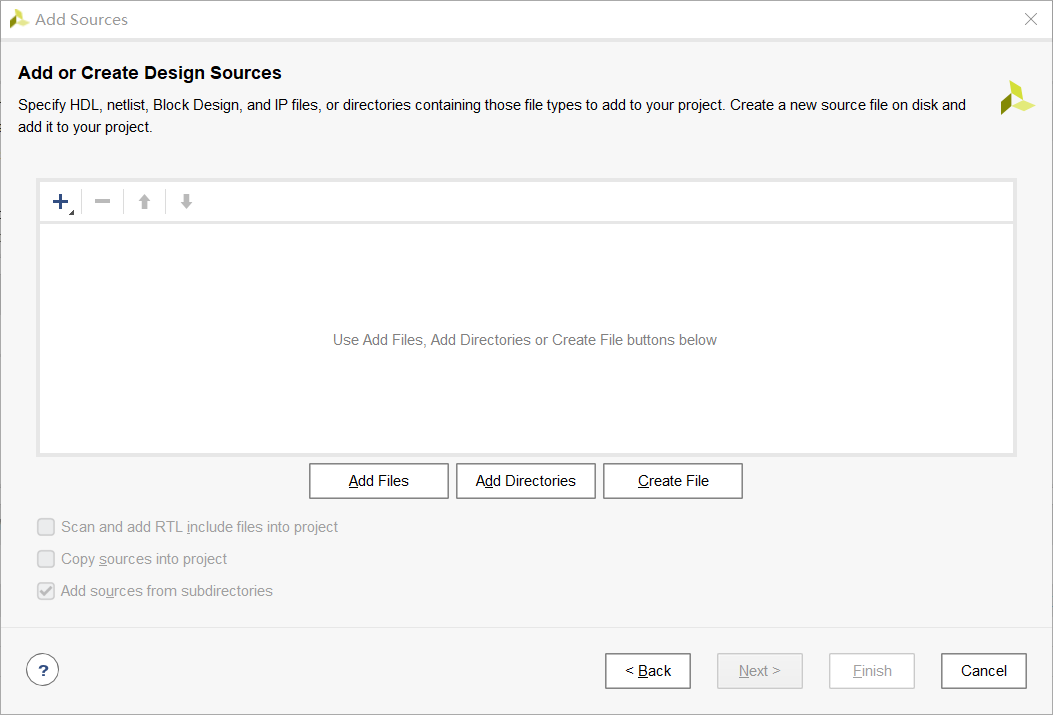 Add Sources
Add or Create Design Sources
Specify HDL, netlist, Block Design, and IP files, or directories containing those file types to add to your project. Create a new source file on disk and
add it to your project.
Use Add Files, Add Directories or Create File buttons below
Add Files
Add Directories
Create File
Scan and add RTL include files into project
Copy sources into project
Add sources from subdirectories
?
< Back
Next >
Finish
Cancel